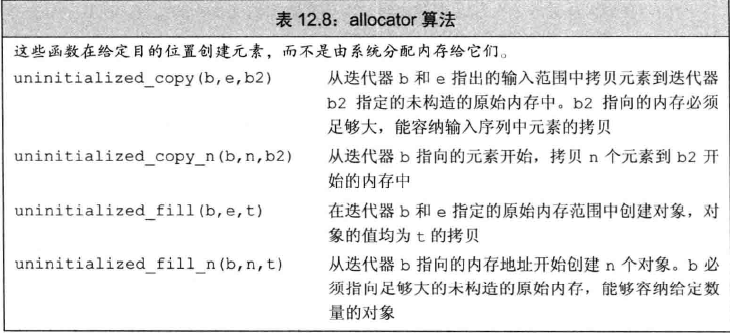 表 12.8：allocator 算法
这些函数在给定目的位置创建元素，而不是由系统分配内存给它们。
uninitialized_copy(b,e,b2) 从迭代器 b 和 e 指出的输入范围中拷贝元素到迭代器
b2 指定的未构造的原始内存中。b2 指向的内存必须
足够大，能容纳输入序列中元素的拷贝
uninitialized_copy_n(b,n,b2) 从迭代器 b 指向的元素开始，拷贝 n 个元素到 b2 开
始的内存中
uninitialized_fill(b,e,t) 在迭代器 b 和 e 指定的原始内存范围中创建对象，对
象的值均为 t 的拷贝
uninitialized_fill_n(b,n,t) 从迭代器 b 指向的内存地址开始创建 n 个对象。b 必
须指向足够大的未构造的原始内存，能够容纳给定数
量的对象